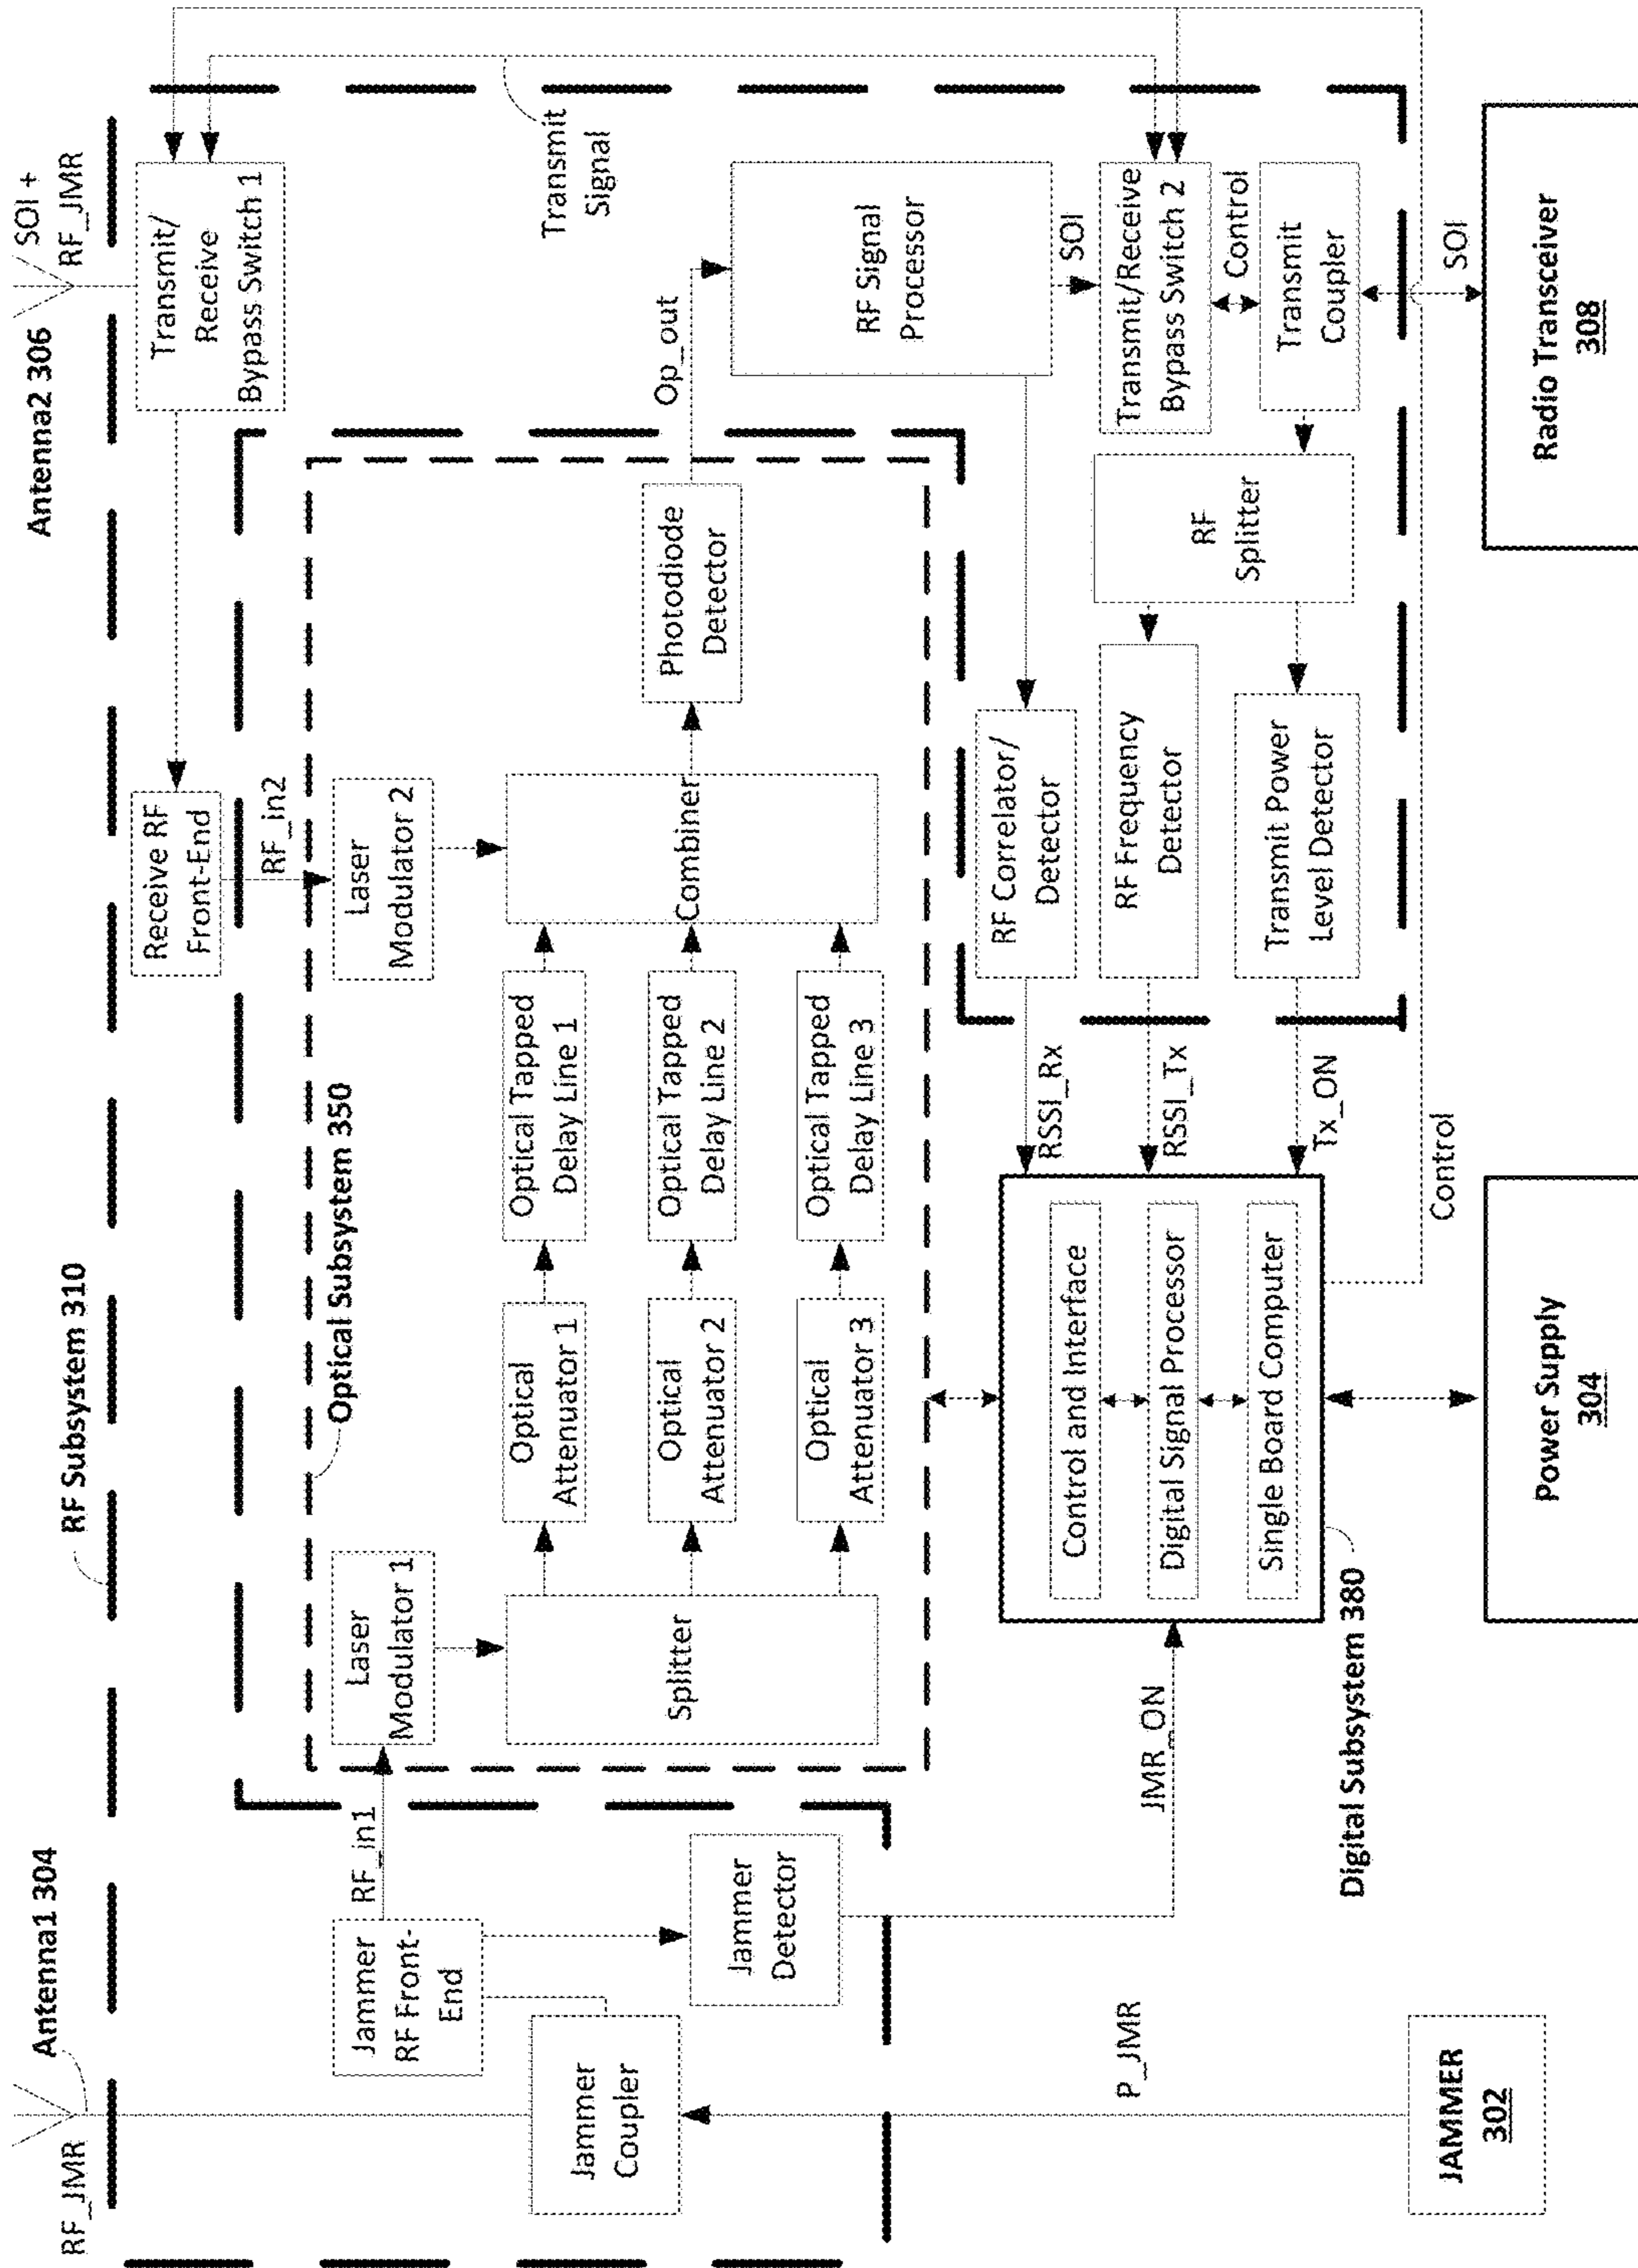 RF_JMR
Antenna1 304
RF Subsystem 310
Antenna2 306
SOI +
RF_JMR
Transmit/
Receive
Bypass Switch 1
Receive RF
Front-End
RF_in2
Optical Subsystem 350
Jammer
RF Front-
End
RF_in1
Laser
Modulator 1
Laser
Modulator 2
Jammer
Coupler
Jammer
Detector
Splitter
Optical
Attenuator 1
Optical
Attenuator 2
Optical
Attenuator 3
Optical Tapped
Delay Line 1
Optical Tapped
Delay Line 2
Optical Tapped
Delay Line 3
Combiner
Photodiode
Detector
Op_out
Transmit
Signal
RF Signal
Processor
SOI
Transmit/Receive
Bypass Switch 2
Control
Transmit
Coupler
RF
Splitter
RF Correlator/
Detector
RF Frequency
Detector
Transmit Power
Level Detector
RSSI_Rx
RSSI_Tx
Tx_ON
Control and Interface
Digital Signal Processor
Single Board Computer
JMR_ON
Digital Subsystem 380
P_JMR
Control
SOI
JAMMER
302
Power Supply
304
Radio Transceiver
308